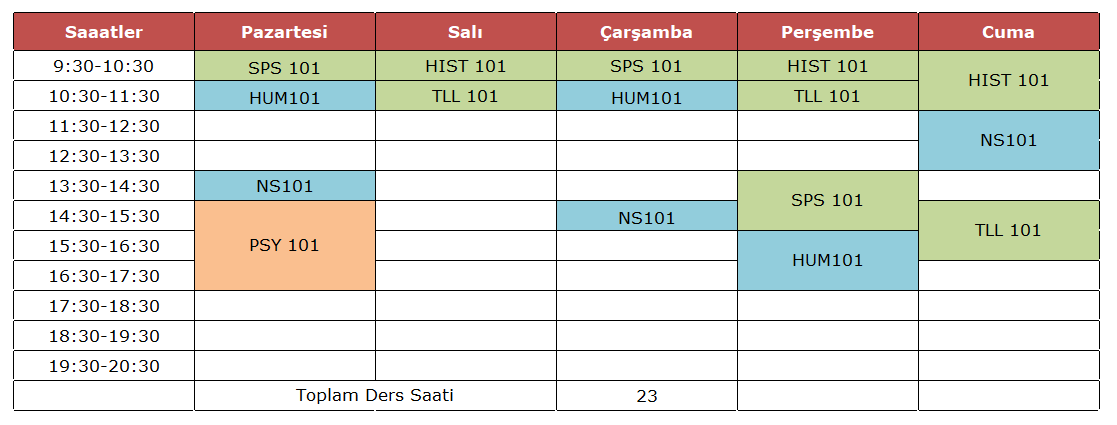 Saaatler Pazartesi Salı Çarşamba Perşembe Cuma
9:30-10:30 SPS 101 HIST 101 SPS 101 HIST 101 HIST 101
10:30-11:30 HUM101 TLL 101 HUM101 TLL 101
11:30-12:30 NS101
12:30-13:30
13:30-14:30 NS101 SPS 101
14:30-15:30 NS101 TLL 101
15:30-16:30 PSY 101 HUM101
16:30-17:30
17:30-18:30
18:30-19:30
19:30-20:30
Toplam Ders Saati 23